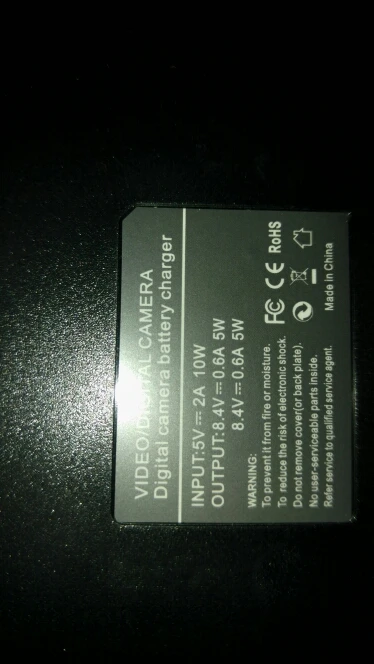 VIDEO/DIGITAL CAMERA
Digital camera battery charger
INPUT:5V⎓2A 10W
OUTPUT:8.4V⎓0.6A 5W
8.4V⎓0.6A 5W
WARNING:
To prevent it from fire or moisture.
To reduce the risk of electronic shock.
Do not remove cover(or back plate).
No user-serviceable parts inside.
Refer service to qualified service agent.
FC CE RoHS
Made in China